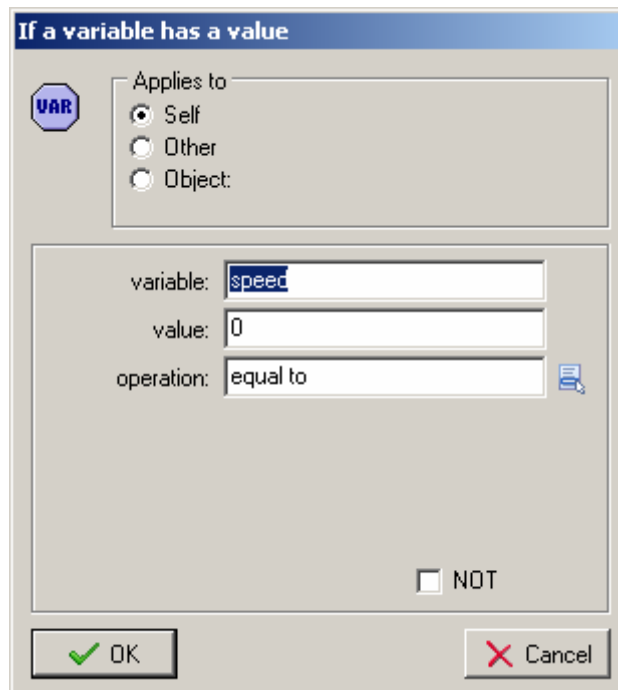 If a variable has a value
VAR
Applies to
Self
Other
Object:
variable: speed
value: 0
operation: equal to
NOT
OK Cancel